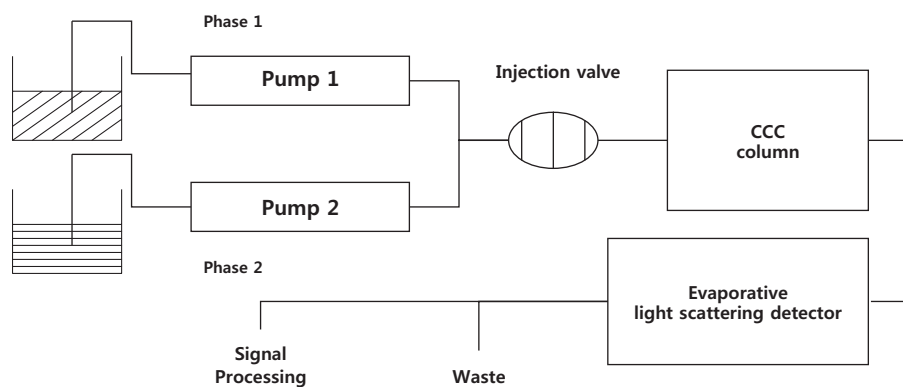 Phase 1
Pump 1
Injection valve
CCC
column
Pump 2
Phase 2
Evaporative
light scattering detector
Signal
Processing
Waste